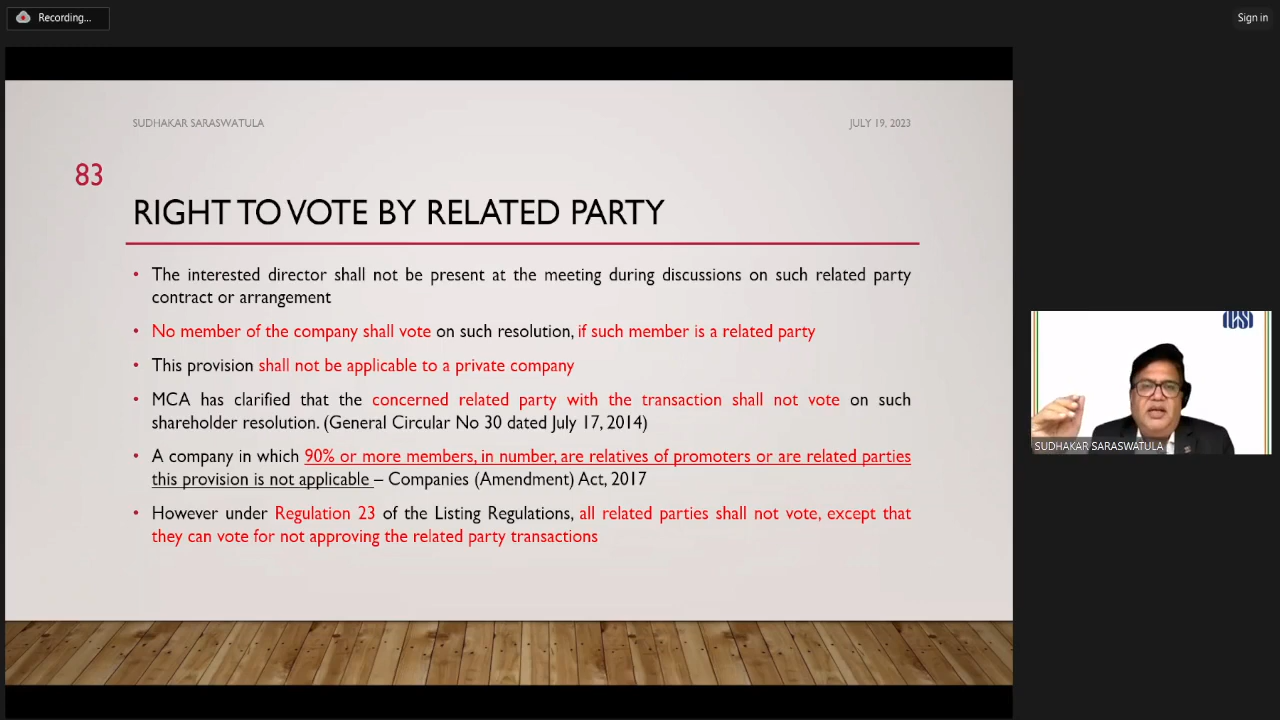 Recording...
Sign in
SUDHAKAR SARASWATULA
JULY 19, 2023
83
RIGHT TO VOTE BY RELATED PARTY
• The interested director shall not be present at the meeting during discussions on such related party
contract or arrangement
• No member of the company shall vote on such resolution, if such member is a related party
• This provision shall not be applicable to a private company
• MCA has clarified that the concerned related party with the transaction shall not vote on such
shareholder resolution. (General Circular No 30 dated July 17, 2014)
• A company in which 90% or more members, in number, are relatives of promoters or are related parties
this provision is not applicable – Companies (Amendment) Act, 2017
• However under Regulation 23 of the Listing Regulations, all related parties shall not vote, except that
they can vote for not approving the related party transactions
ICSI
SUDHAKAR SARASWATULA